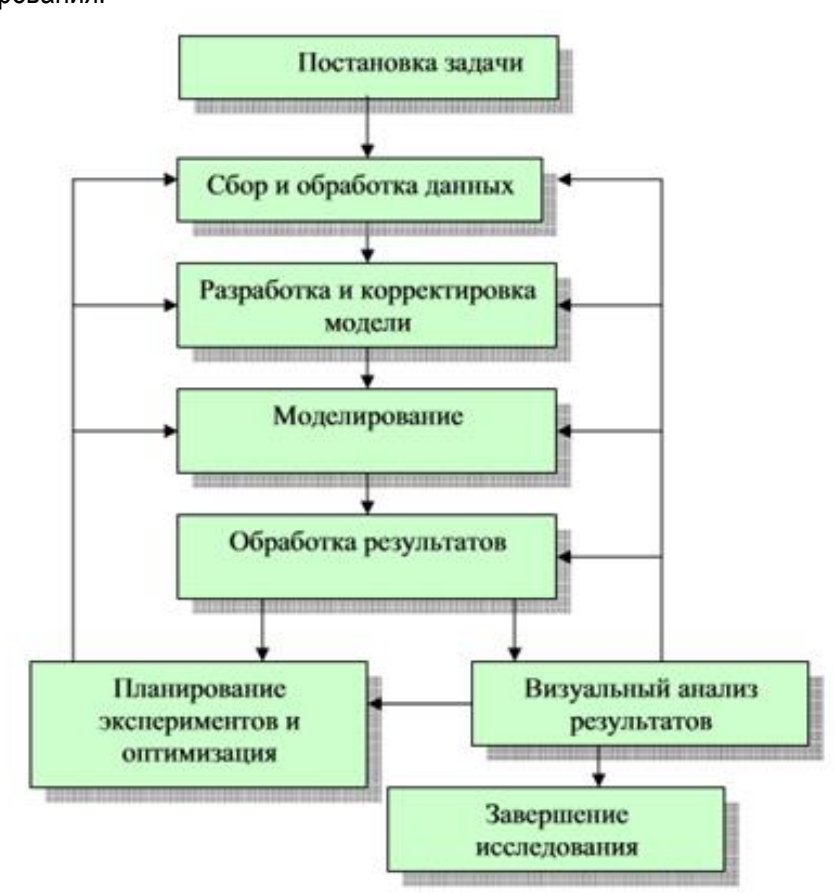 Постановка задачи
Сбор и обработка данных
Разработка и корректировка
модели
Моделирование
Обработка результатов
Планирование
экспериментов и
оптимизация
Визуальный анализ
результатов
Завершение
исследования